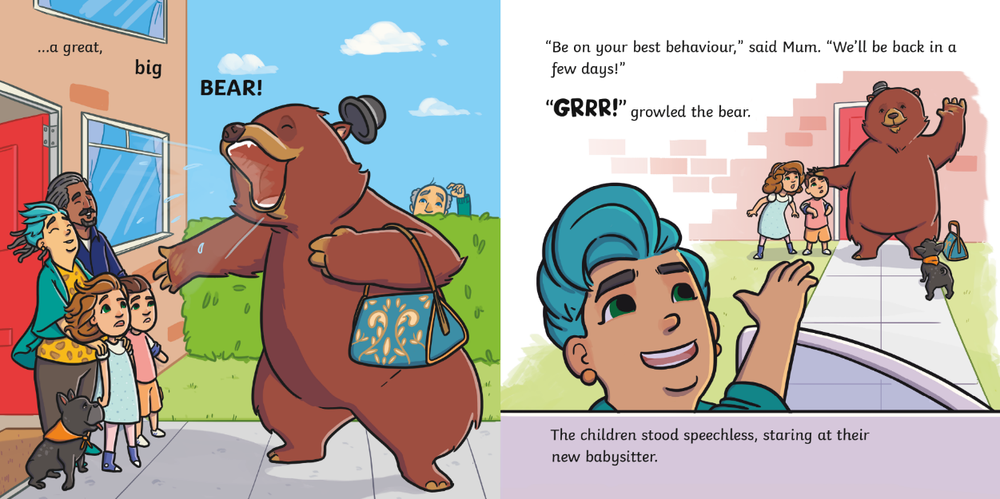 ...a great,
big
BEAR!
“Be on your best behaviour,” said Mum. “We’ll be back in a
few days!”
“GRRR!” growled the bear.
The children stood speechless, staring at their
new babysitter.